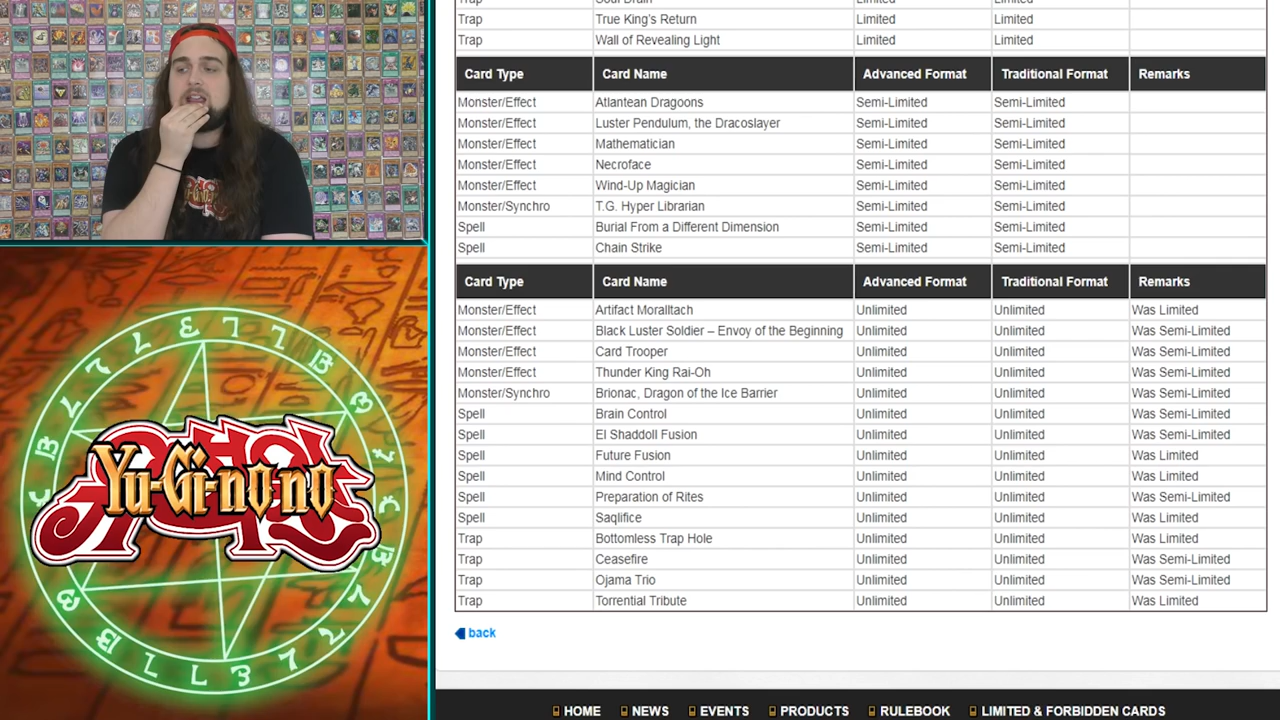 Trap Soul Drain Limited Limited
Trap True King's Return Limited Limited
Trap Wall of Revealing Light Limited Limited
Card Type Card Name Advanced Format Traditional Format Remarks
Monster/Effect Atlantean Dragoons Semi-Limited Semi-Limited
Monster/Effect Luster Pendulum, the Dracoslayer Semi-Limited Semi-Limited
Monster/Effect Mathematician Semi-Limited Semi-Limited
Monster/Effect Necroface Semi-Limited Semi-Limited
Monster/Effect Wind-Up Magician Semi-Limited Semi-Limited
Monster/Synchro T.G. Hyper Librarian Semi-Limited Semi-Limited
Spell Burial From a Different Dimension Semi-Limited Semi-Limited
Spell Chain Strike Semi-Limited Semi-Limited
Card Type Card Name Advanced Format Traditional Format Remarks
Monster/Effect Artifact Moralltach Unlimited Unlimited Was Limited
Monster/Effect Black Luster Soldier – Envoy of the Beginning Unlimited Unlimited Was Semi-Limited
Monster/Effect Card Trooper Unlimited Unlimited Was Semi-Limited
Monster/Effect Thunder King Rai-Oh Unlimited Unlimited Was Semi-Limited
Monster/Synchro Brionac, Dragon of the Ice Barrier Unlimited Unlimited Was Semi-Limited
Spell Brain Control Unlimited Unlimited Was Semi-Limited
Spell El Shaddoll Fusion Unlimited Unlimited Was Semi-Limited
Spell Future Fusion Unlimited Unlimited Was Limited
Spell Mind Control Unlimited Unlimited Was Limited
Spell Preparation of Rites Unlimited Unlimited Was Semi-Limited
Spell Saqlifice Unlimited Unlimited Was Limited
Trap Bottomless Trap Hole Unlimited Unlimited Was Limited
Trap Ceasefire Unlimited Unlimited Was Semi-Limited
Trap Ojama Trio Unlimited Unlimited Was Semi-Limited
Trap Torrential Tribute Unlimited Unlimited Was Limited
back
HOME NEWS EVENTS PRODUCTS RULEBOOK LIMITED & FORBIDDEN CARDS
Yu-Gi-no-no